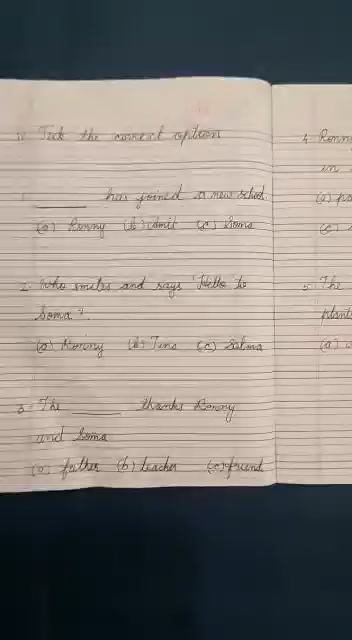 Tick the correct option
1. ______ has joined a new school.
(a) Ronny (b) Amit (c) Soma
2. Who smiles and says 'Hello to
Soma'?
(a) Ronny (b) Tina (c) Salma
3. The ______ thanks Ronny
and Soma
(a) father (b) teacher (c) friend
4. Ronn
in
(a)
(c)
5. The
plant
(a)